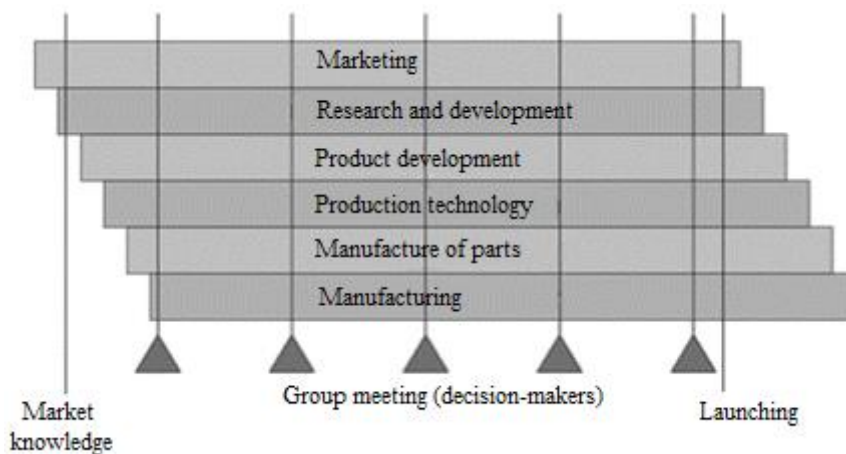 Marketing
Research and development
Product development
Production technology
Manufacture of parts
Manufacturing
Group meeting (decision-makers)
Market
knowledge
Launching